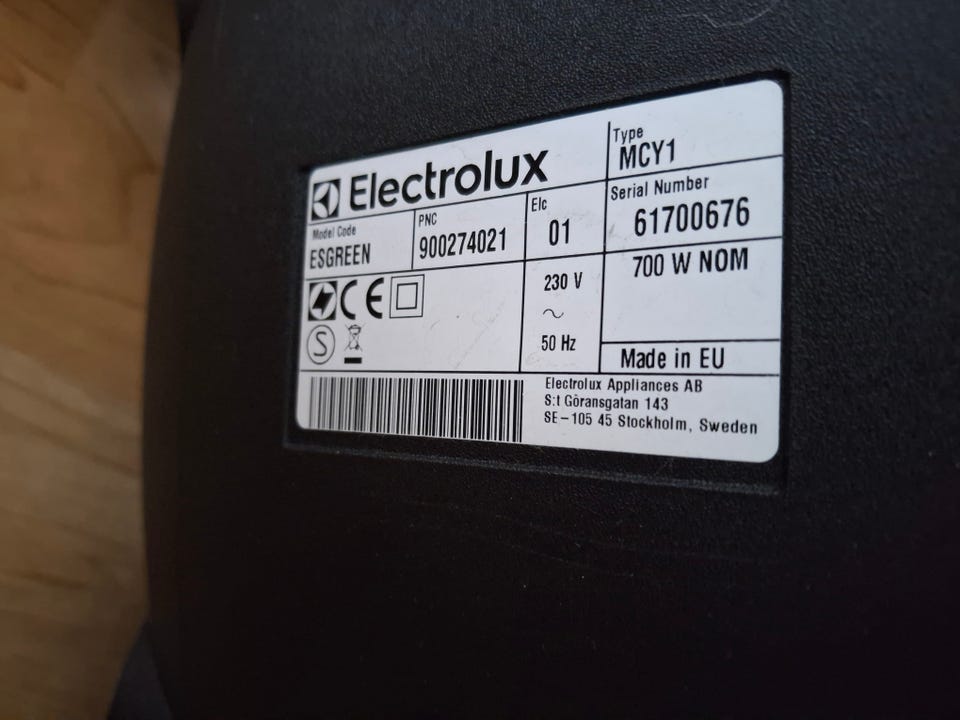 Electrolux
Type
MCY1
Model Code
ESGREEN
PNC
900274021
Elc
01
Serial Number
61700676
230 V
~
50 Hz
700 W NOM
CE
S
Made in EU
Electrolux Appliances AB
S:t Göransgatan 143
SE-105 45 Stockholm, Sweden